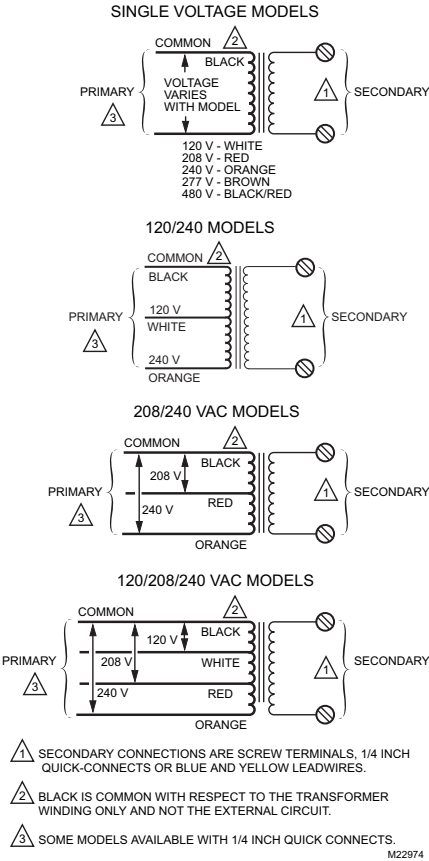 SINGLE VOLTAGE MODELS
COMMON 2
BLACK
PRIMARY
3
VOLTAGE
VARIES
WITH MODEL
1 SECONDARY
120 V - WHITE
208 V - RED
240 V - ORANGE
277 V - BROWN
480 V - BLACK/RED
120/240 MODELS
COMMON 2
BLACK
120 V
PRIMARY
WHITE
3
1 SECONDARY
240 V
ORANGE
208/240 VAC MODELS
COMMON 2
BLACK
208 V
PRIMARY
3
RED
240 V
1 SECONDARY
ORANGE
120/208/240 VAC MODELS
COMMON 2
BLACK
120 V
PRIMARY
3
208 V
WHITE
1 SECONDARY
240 V
RED
ORANGE
1 SECONDARY CONNECTIONS ARE SCREW TERMINALS, 1/4 INCH
QUICK-CONNECTS OR BLUE AND YELLOW LEADWIRES.
2 BLACK IS COMMON WITH RESPECT TO THE TRANSFORMER
WINDING ONLY AND NOT THE EXTERNAL CIRCUIT.
3 SOME MODELS AVAILABLE WITH 1/4 INCH QUICK CONNECTS.
M22974